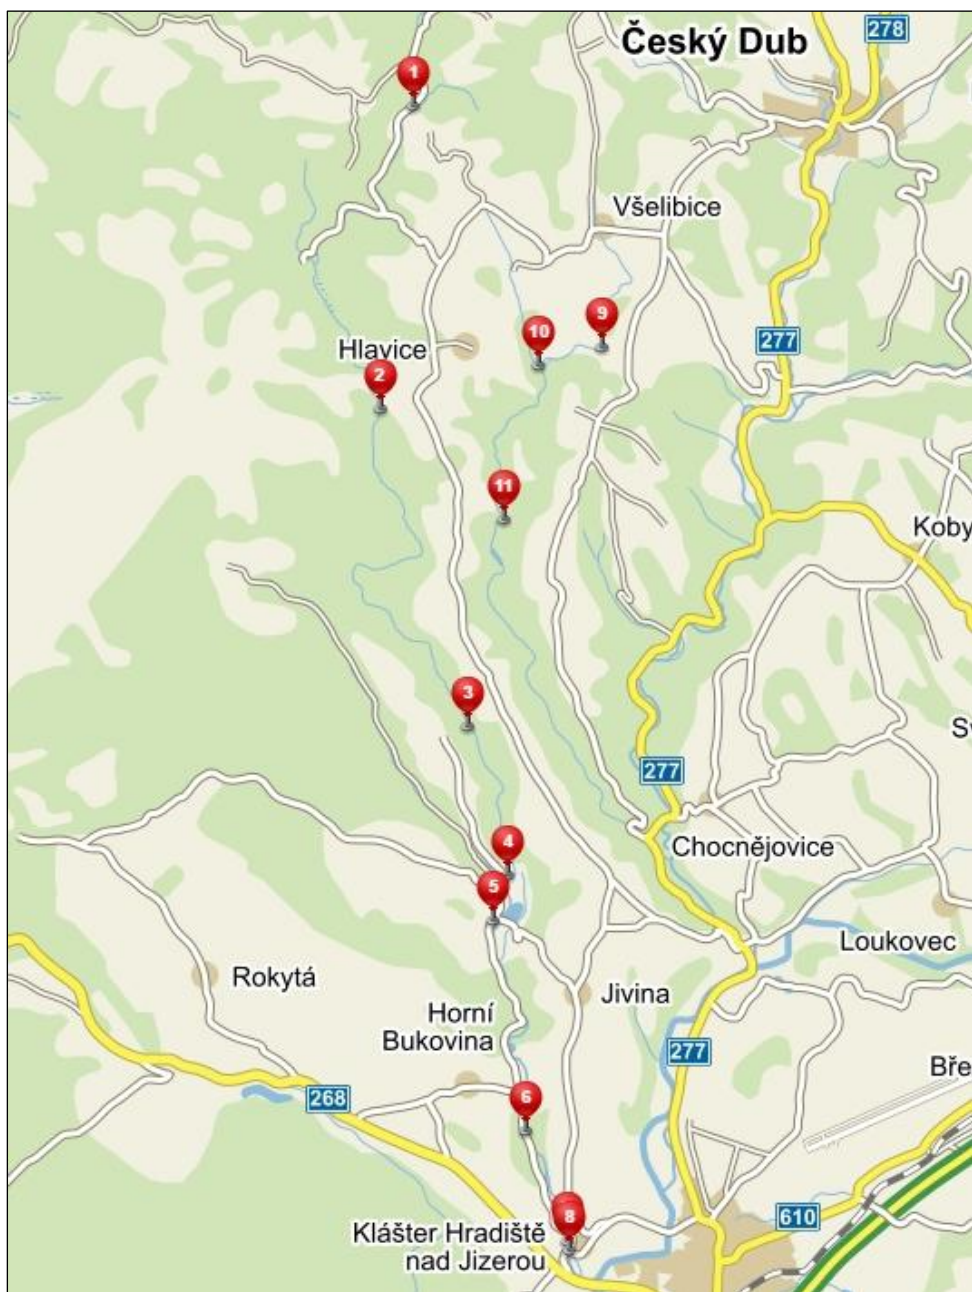 278
Český Dub
1
Všelibice
9
10
277
Hlavice
2
11
Koby
3
Sv
277
4
Chocnějovice
5
Loukovec
Rokytá
Jivina
Horní
Bukovina
277
Bře
6
268
8
610
Klášter Hradiště
nad Jizerou